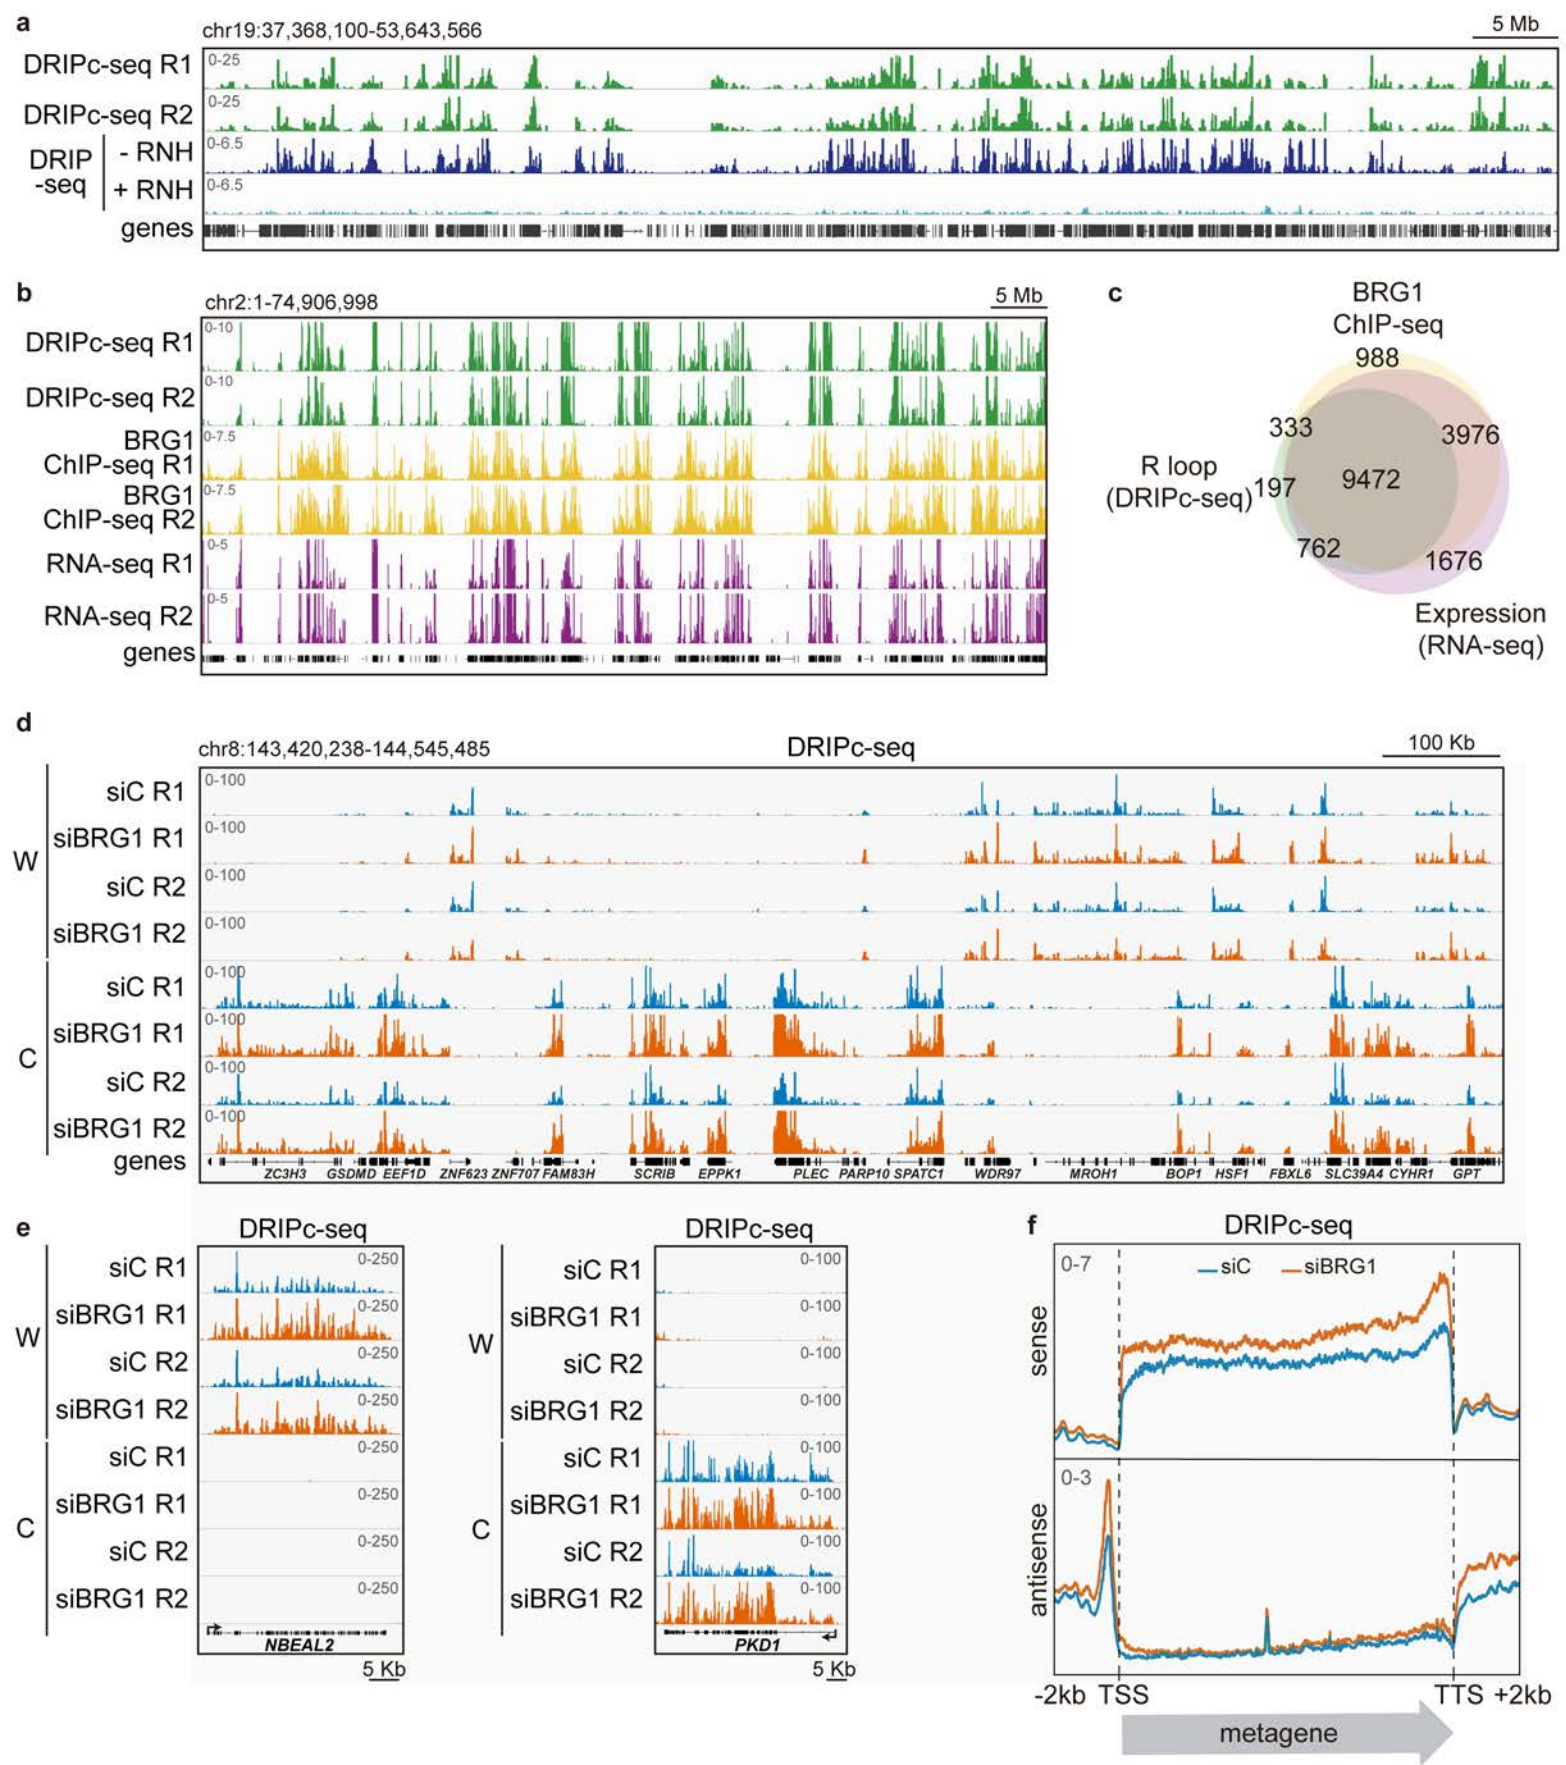 a
chr19:37,368,100-53,643,566
5 Mb
DRIPc-seq R1
0-25
DRIPc-seq R2
0-25
DRIP
-seq
- RNH
0-6.5
+ RNH
0-6.5
genes
b
chr2:1-74,906,998
5 Mb
DRIPc-seq R1
0-10
DRIPc-seq R2
0-10
BRG1
ChIP-seq R1
0-7.5
BRG1
ChIP-seq R2
0-7.5
RNA-seq R1
0-5
RNA-seq R2
0-5
genes
c
BRG1
ChIP-seq
988
333
3976
R loop
(DRIPc-seq)
197
9472
762
1676
Expression
(RNA-seq)
d
chr8:143,420,238-144,545,485
DRIPc-seq
100 Kb
W
siC R1
0-100
siBRG1 R1
0-100
siC R2
0-100
siBRG1 R2
0-100
C
siC R1
0-100
siBRG1 R1
0-100
siC R2
0-100
siBRG1 R2
0-100
genes
ZC3H3 GSDMD EEF1D ZNF623 ZNF707 FAM83H SCRIB EPPK1 PLEC PARP10 SPATC1 WDR97 MROH1 BOP1 HSF1 FBXL6 SLC39A4 CYHR1 GPT
e
DRIPc-seq
W
siC R1
0-250
siBRG1 R1
0-250
siC R2
0-250
siBRG1 R2
0-250
C
siC R1
0-250
siBRG1 R1
0-250
siC R2
0-250
siBRG1 R2
0-250
NBEAL2
5 Kb
DRIPc-seq
W
siC R1
0-100
siBRG1 R1
0-100
siC R2
0-100
siBRG1 R2
0-100
C
siC R1
0-100
siBRG1 R1
0-100
siC R2
0-100
siBRG1 R2
0-100
PKD1
5 Kb
f
DRIPc-seq
0-7
siC
siBRG1
sense
0-3
antisense
-2kb TSS TTS +2kb
metagene